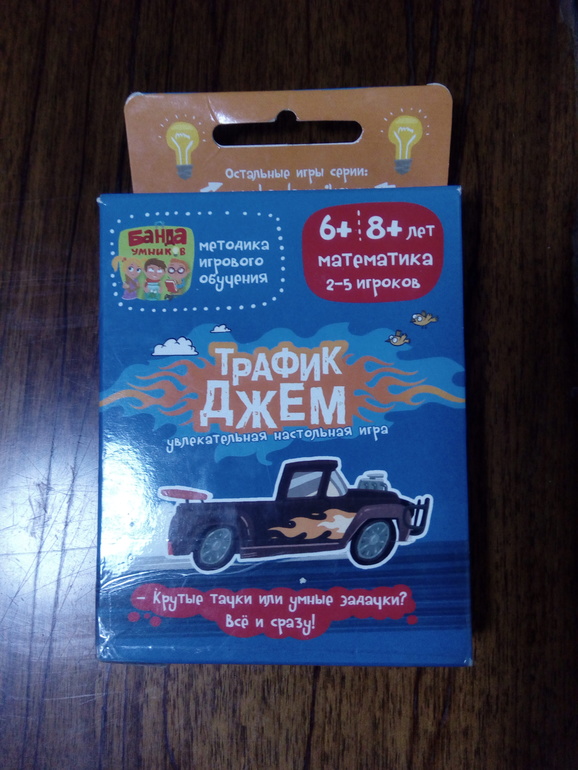 Остальные игры серии:
БАНДА
УМНИКОВ
методика
игрового
обучения
6+ 8+ лет
математика
2–5 игроков
ТРАФИК
ДЖЕМ
увлекательная настольная игра
– Крутые тачки или умные задачки?
Всё и сразу!